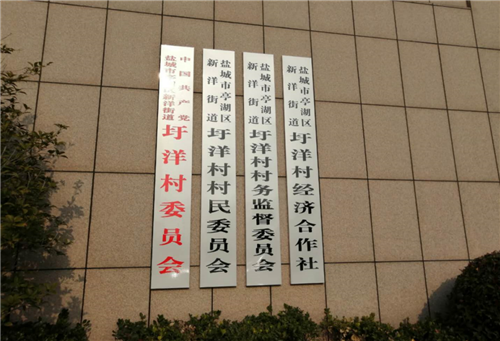 中国共产党
盐城市亭湖区新洋街道
圩洋村委员会
盐城市亭湖区
新洋街道
圩洋村村民委员会
盐城市亭湖区
新洋街道
圩洋村村务监督委员会
盐城市亭湖区
新洋街道
圩洋村经济合作社